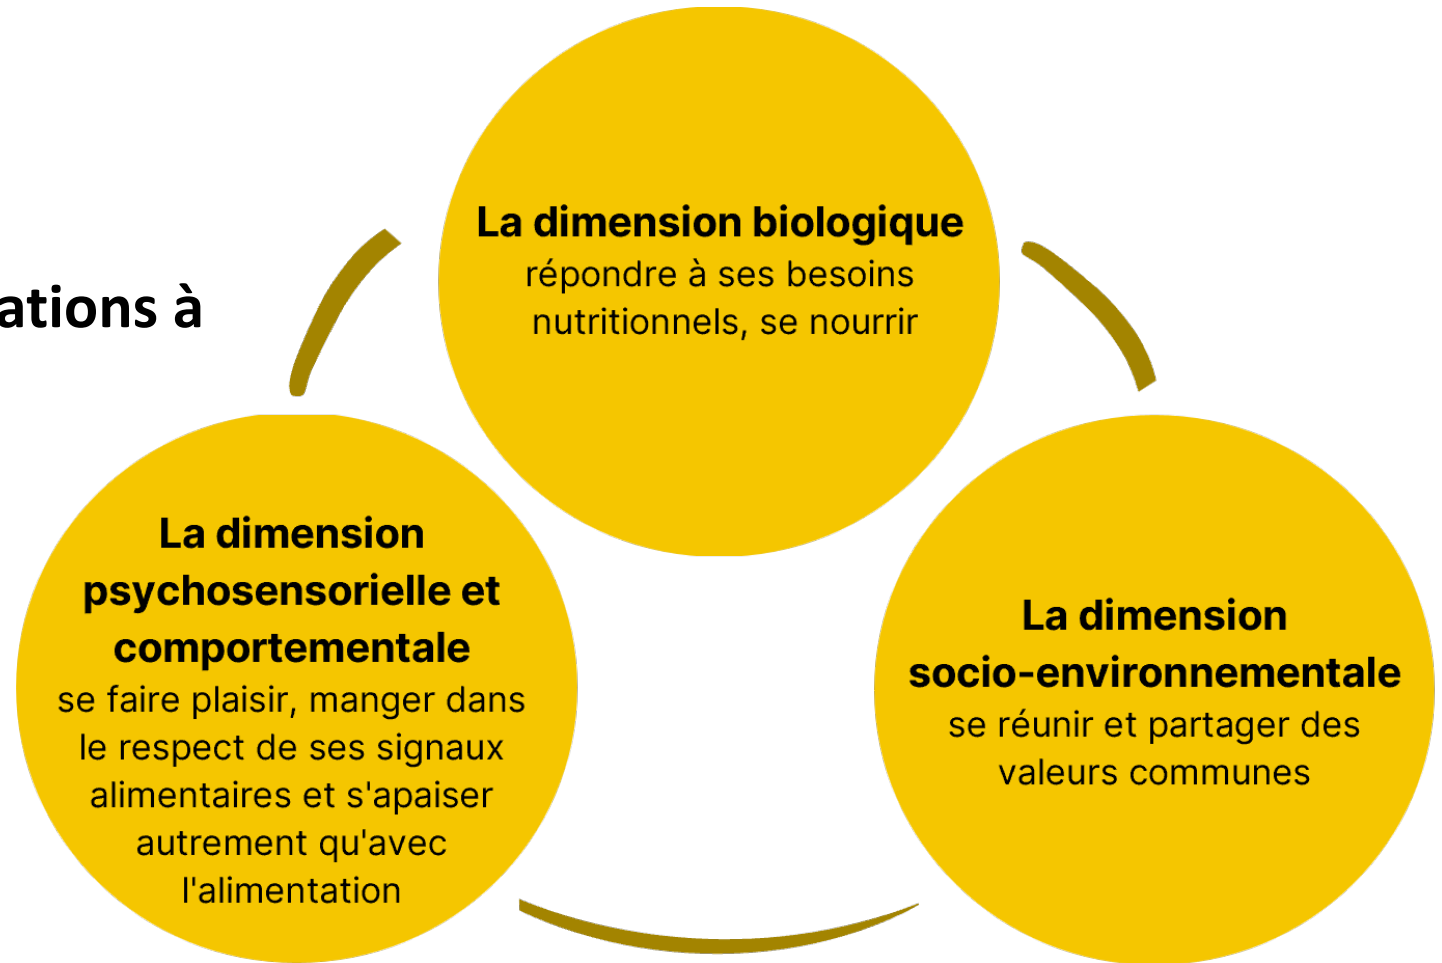 La dimension biologique
répondre à ses besoins
nutritionnels, se nourrir
ations à
La dimension
psychosensorielle et
comportementale
se faire plaisir, manger dans
le respect de ses signaux
alimentaires et s'apaiser
autrement qu'avec
l'alimentation
La dimension
socio-environnementale
se réunir et partager des
valeurs communes